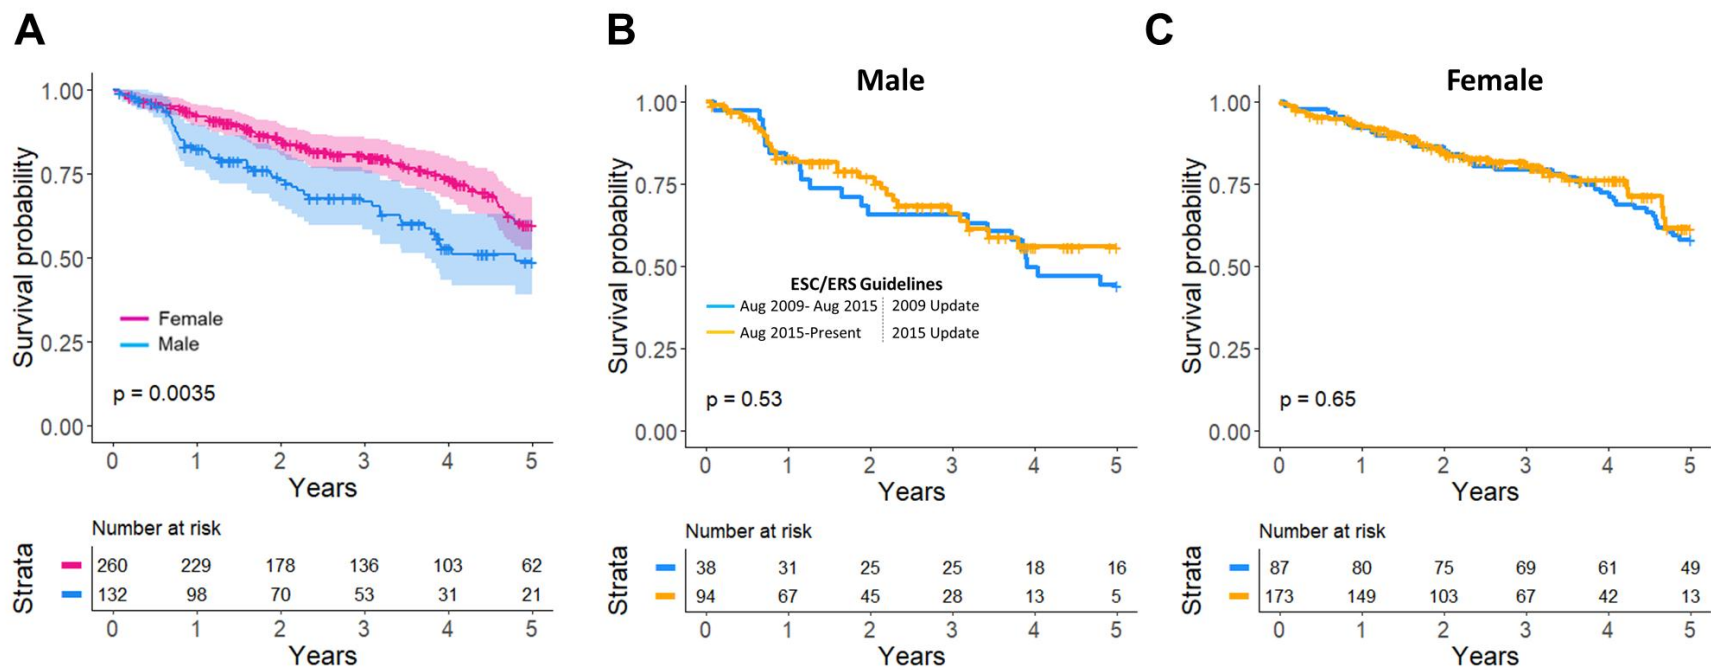 A
B
C
Male
Female
Survival probability
1.00
0.75
0.50
0.25
0.00
Female
Male
p = 0.0035
0 1 2 3 4 5
Years
Survival probability
1.00
0.75
0.50
0.25
0.00
ESC/ERS Guidelines
Aug 2009- Aug 2015 2009 Update
Aug 2015-Present 2015 Update
p = 0.53
0 1 2 3 4 5
Years
Survival probability
1.00
0.75
0.50
0.25
0.00
p = 0.65
0 1 2 3 4 5
Years
Number at risk
Strata
260 229 178 136 103 62
132 98 70 53 31 21
0 1 2 3 4 5
Years
Number at risk
Strata
38 31 25 25 18 16
94 67 45 28 13 5
0 1 2 3 4 5
Years
Number at risk
Strata
87 80 75 69 61 49
173 149 103 67 42 13
0 1 2 3 4 5
Years